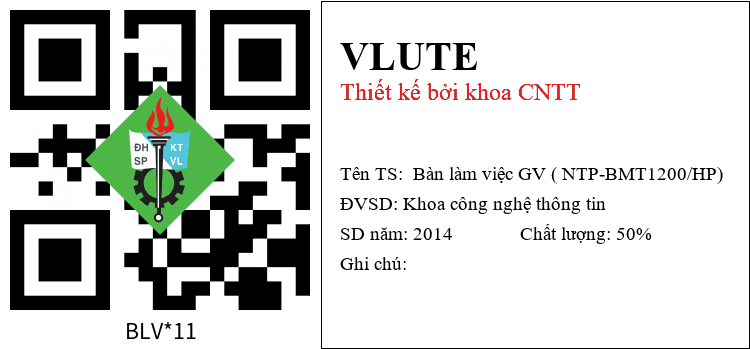 ĐH KT
SP VL
BLV*11
VLUTE
Thiết kế bởi khoa CNTT
Tên TS: Bàn làm việc GV ( NTP-BMT1200/HP)
ĐVSD: Khoa công nghệ thông tin
SD năm: 2014 Chất lượng: 50%
Ghi chú: